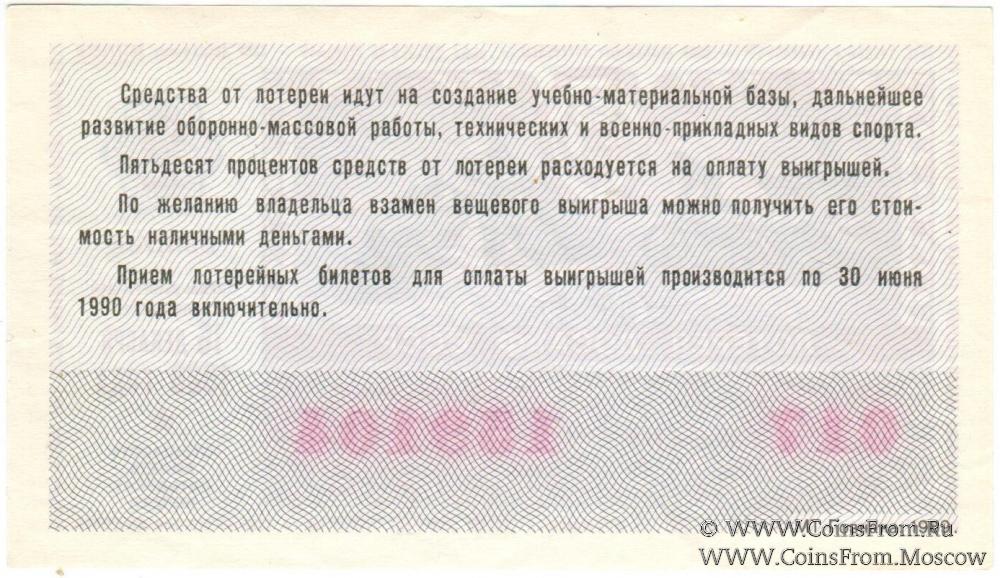 Средства от лотереи идут на создание учебно-материальной базы, дальнейшее
развитие оборонно-массовой работы, технических и военно-прикладных видов спорта.
Пятьдесят процентов средств от лотереи расходуется на оплату выигрышей.
По желанию владельца взамен вещевого выигрыша можно получить его стои-
мость наличными деньгами.
Прием лотерейных билетов для оплаты выигрышей производится по 30 июня
1990 года включительно.
© WWW.CoinsFrom.Ru
WWW.CoinsFrom.Moscow